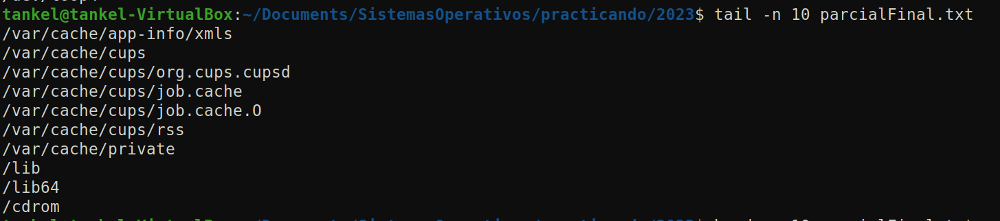 tankel@tankel-VirtualBox:~/Documents/SistemasOperativos/practicando/2023$ tail -n 10 parcialFinal.txt
/var/cache/app-info/xmls
/var/cache/cups
/var/cache/cups/org.cups.cupsd
/var/cache/cups/job.cache
/var/cache/cups/job.cache.O
/var/cache/cups/rss
/var/cache/private
/lib
/lib64
/cdrom